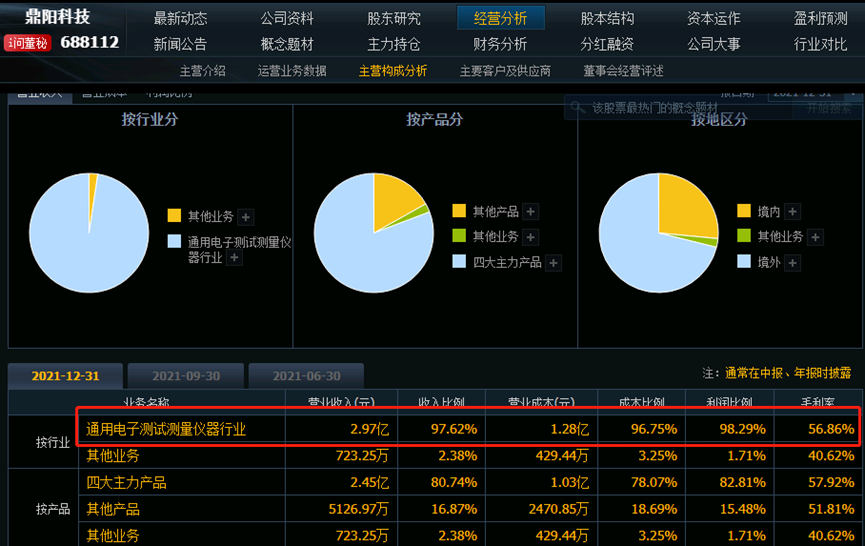 鼎阳科技 最新动态 公司资料 股东研究 经营分析 股本结构 资本运作 盈利预测
i问董秘 688112 新闻公告 概念题材 主力持仓 财务分析 分红融资 公司大事 行业对比
主营介绍 运营业务数据 主营构成分析 主要客户及供应商 董事会经营评述
营业收入 营业成本 利润比例 报告期 2021-12-31
该股票最热门的概念题材 开始搜索
按行业分 按产品分 按地区分
其他业务 + 其他产品 + 境内 +
通用电子测试测量仪 其他业务 + 其他业务 +
器行业 + 四大主力产品 + 境外 +
2021-12-31 2021-09-30 2021-06-30 注：通常在中报、年报时披露
业务名称 营业收入(元) 收入比例 营业成本(元) 成本比例 利润比例 毛利率
按行业 通用电子测试测量仪器行业 2.97亿 97.62% 1.28亿 96.75% 98.29% 56.86%
其他业务 723.25万 2.38% 429.44万 3.25% 1.71% 40.62%
按产品 四大主力产品 2.45亿 80.74% 1.03亿 78.07% 82.81% 57.92%
其他产品 5126.97万 16.87% 2470.85万 18.69% 15.48% 51.81%
其他业务 723.25万 2.38% 429.44万 3.25% 1.71% 40.62%